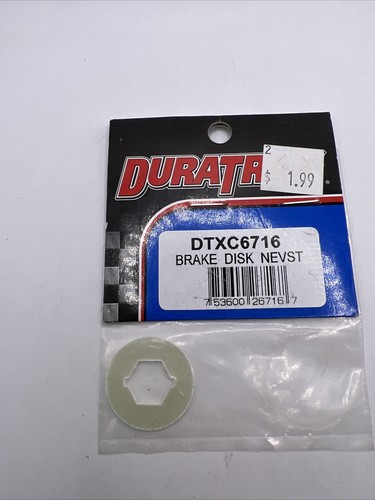 2
$ 1.99
DURATR
DTXC6716
BRAKE DISK NEVST
7 53600 26716 7